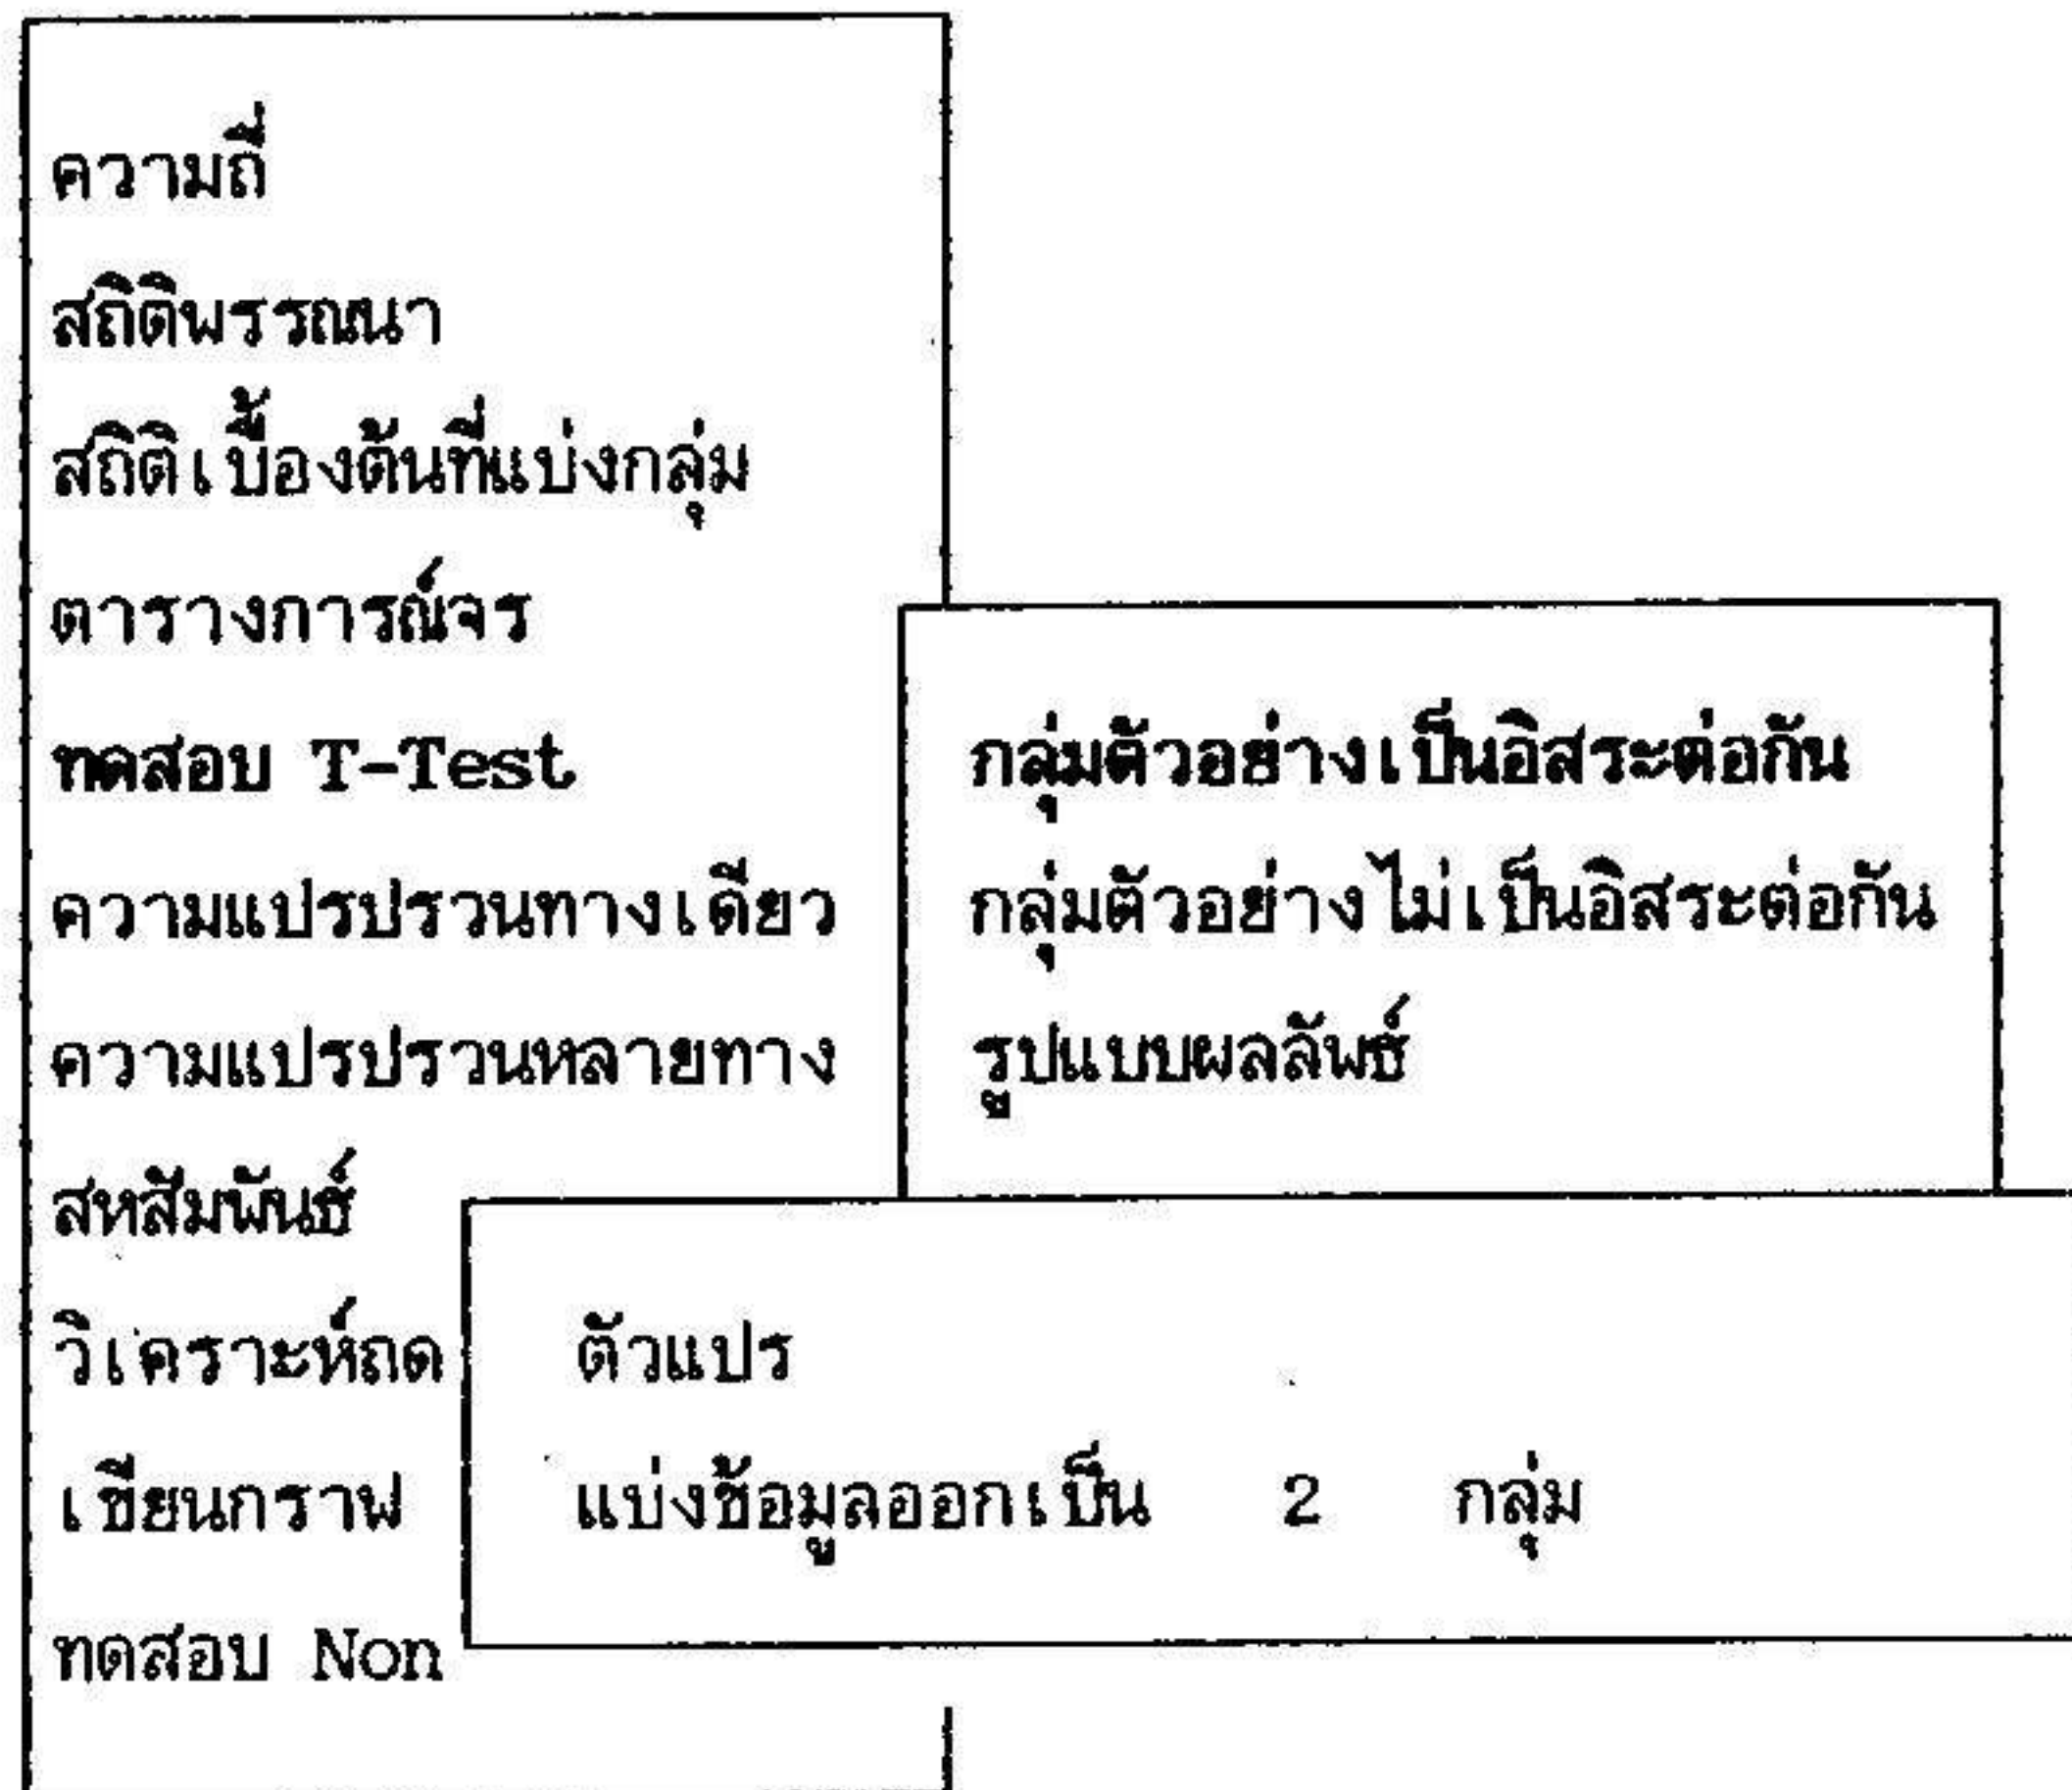 ความถี่
สถิติพรรณนา
สถิติเบื้องต้นที่แบ่งกลุ่ม
ตารางการณ์จร
ทดสอบ T-Test
ความแปรปรวนทางเดียว
ความแปรปรวนหลายทาง
สหสัมพันธ์
วิเคราะห์ถด
เขียนกราฟ
ทดสอบ Non
กลุ่มตัวอย่างเป็นอิสระต่อกัน
กลุ่มตัวอย่างไม่เป็นอิสระต่อกัน
รูปแบบผลลัพธ์
ตัวแปร
แบ่งข้อมูลออกเป็น 2 กลุ่ม